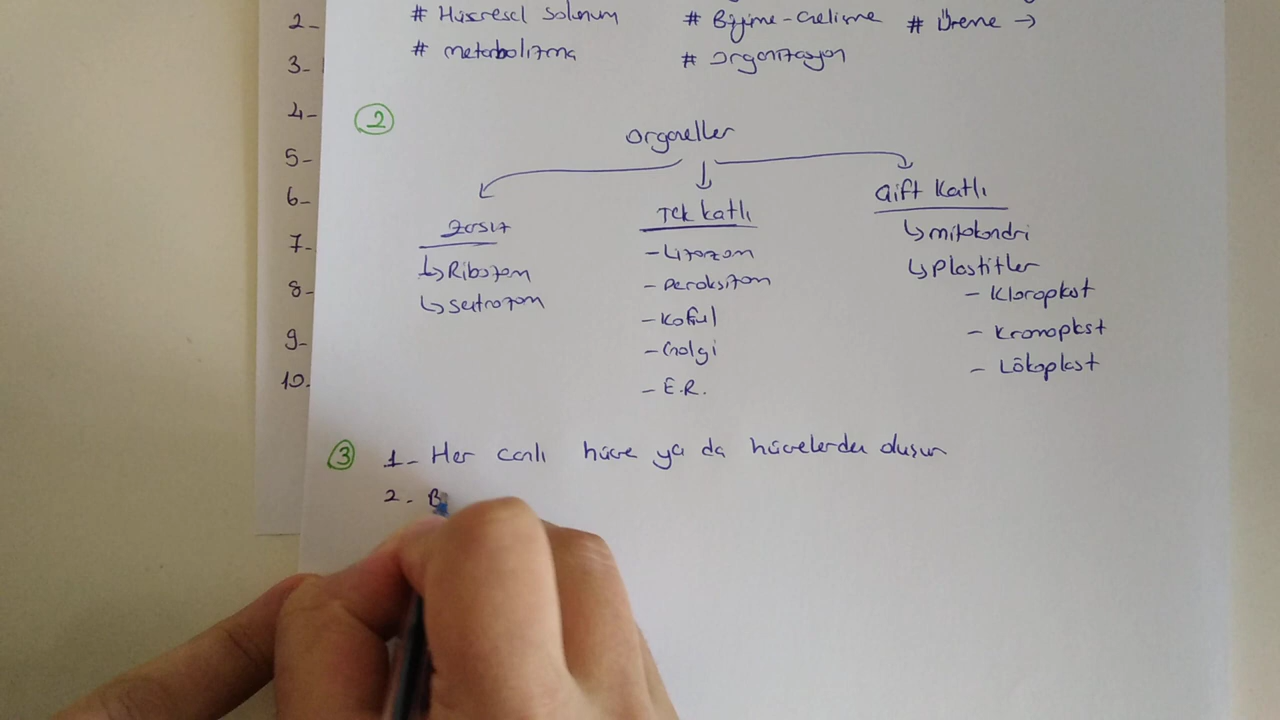 2-
# Hücresel Solunum # Büyüme-Gelişme # Üreme →
# metabolizma # Organizasyon
3-
4-
5-
6-
7-
8-
9-
10.
2
Organeller
Zarsız
↳ Ribozom
↳ Sentrozom
Tek Katlı
- Lizozom
- Peroksizom
- Koful
- Golgi
- E.R.
Çift Katlı
↳ mitokondri
↳ Plastitler
- Kloroplast
- Kromoplast
- Lökoplast
3 1- Her canlı hücre ya da hücrelerden oluşur
2- B